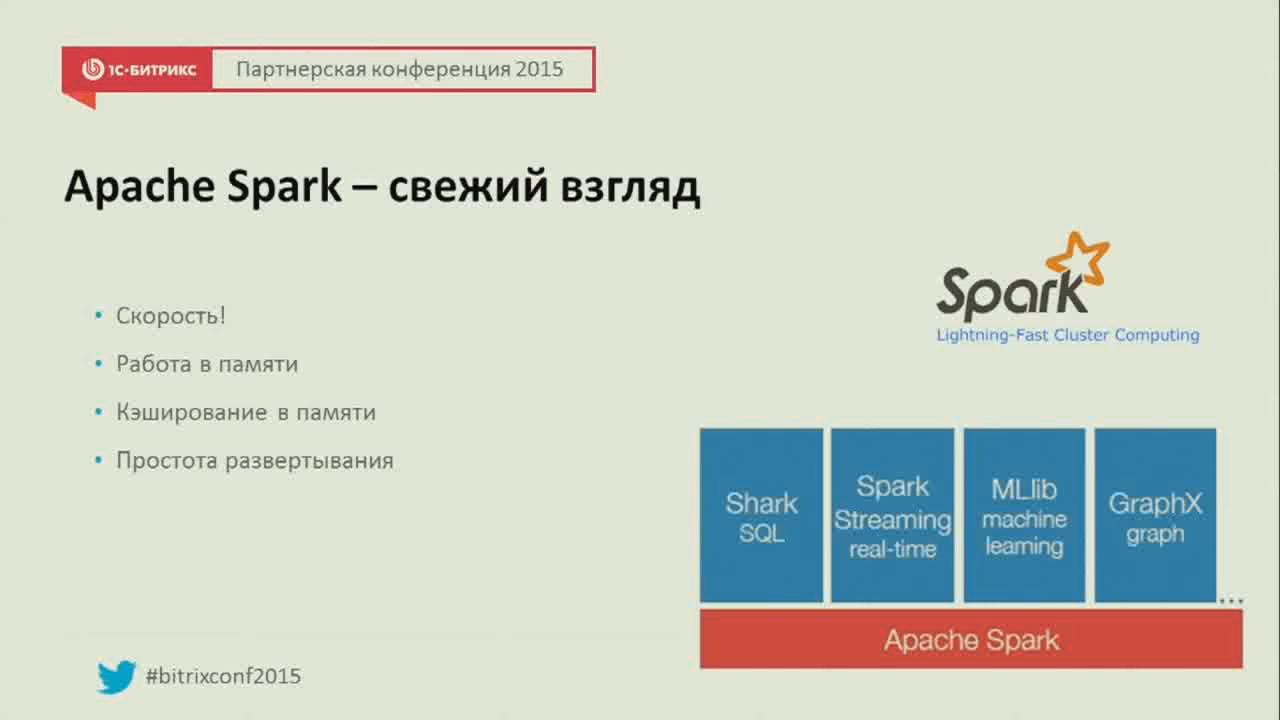 1С-БИТРИКС
Партнерская конференция 2015
Apache Spark – свежий взгляд
Spark
Lightning-Fast Cluster Computing
• Скорость!
• Работа в памяти
• Кэширование в памяти
• Простота развертывания
Shark
SQL
Spark
Streaming
real-time
MLlib
machine
learning
GraphX
graph
...
Apache Spark
#bitrixconf2015